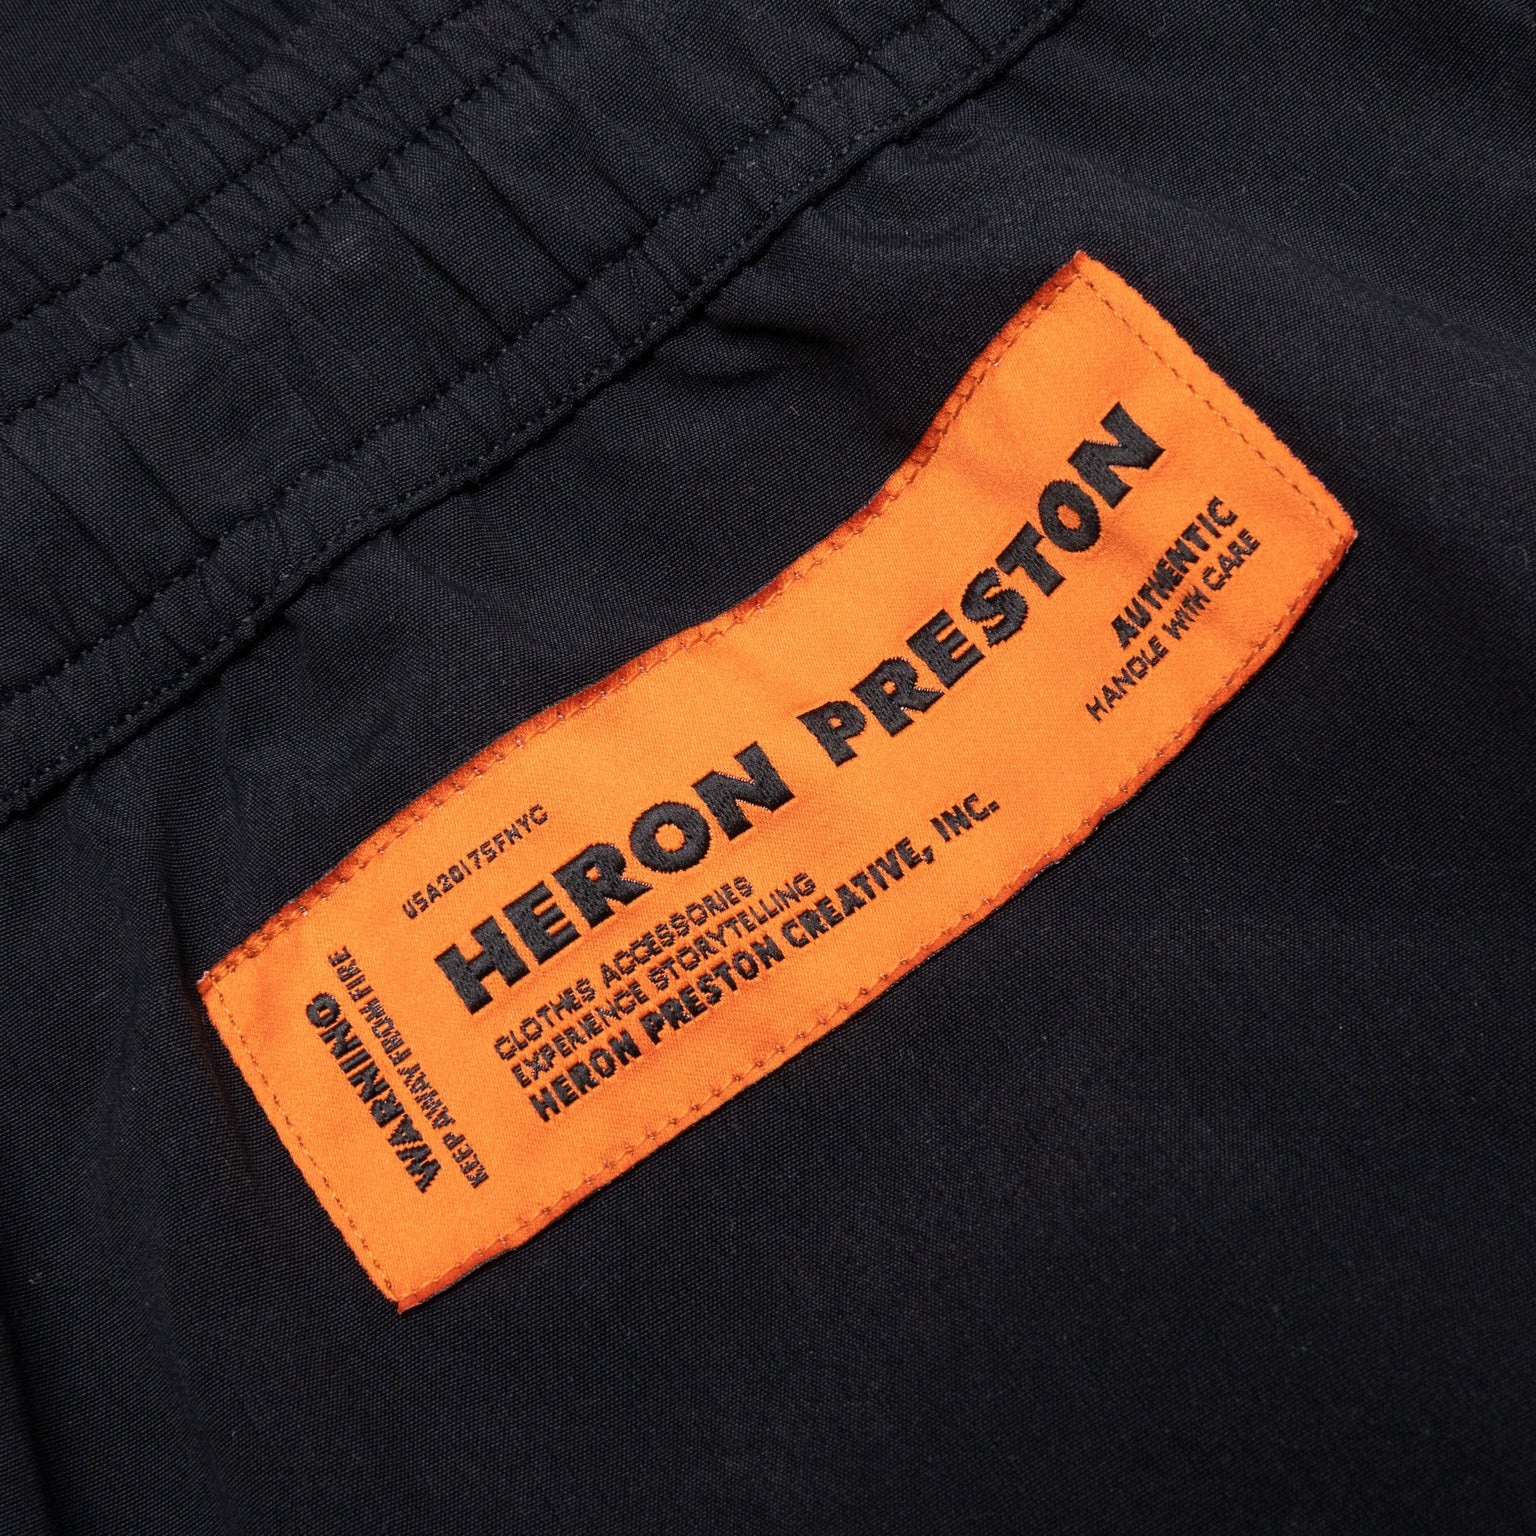 USA20175FNYC
HERON PRESTON
CLOTHES ACCESSORIES
EXPERIENCE STORYTELLING
HERON PRESTON CREATIVE, INC.
WARNING
KEEP AWAY FROM FIRE
AUTHENTIC
HANDLE WITH CARE